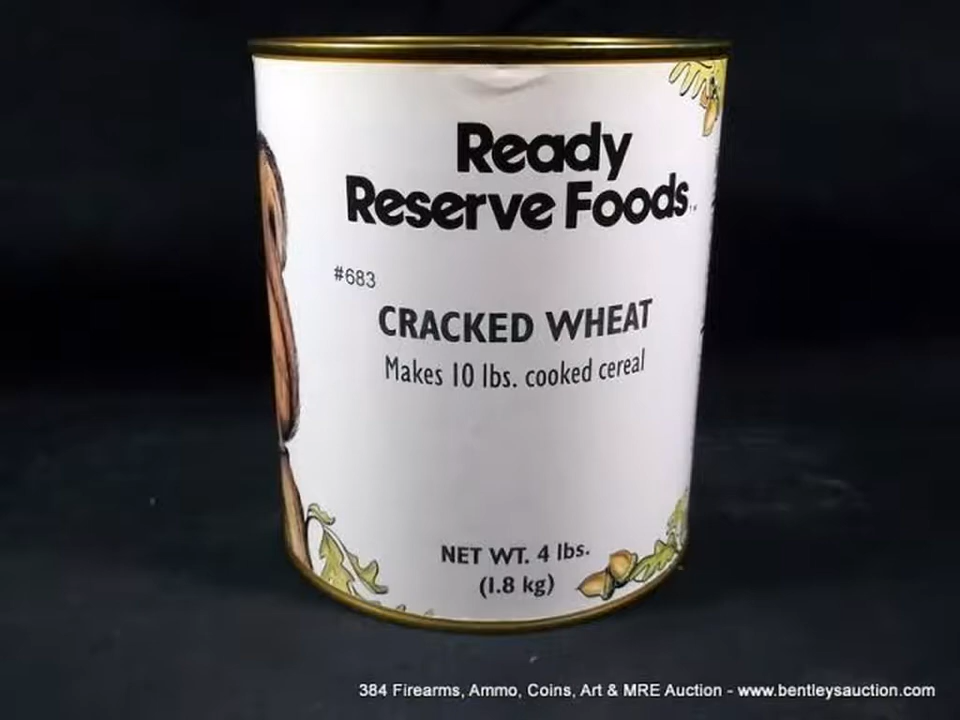 Ready
Reserve Foods™
#683
CRACKED WHEAT
Makes 10 lbs. cooked cereal
NET WT. 4 lbs.
(1.8 kg)
384 Firearms, Ammo, Coins, Art & MRE Auction - www.bentleysauction.com